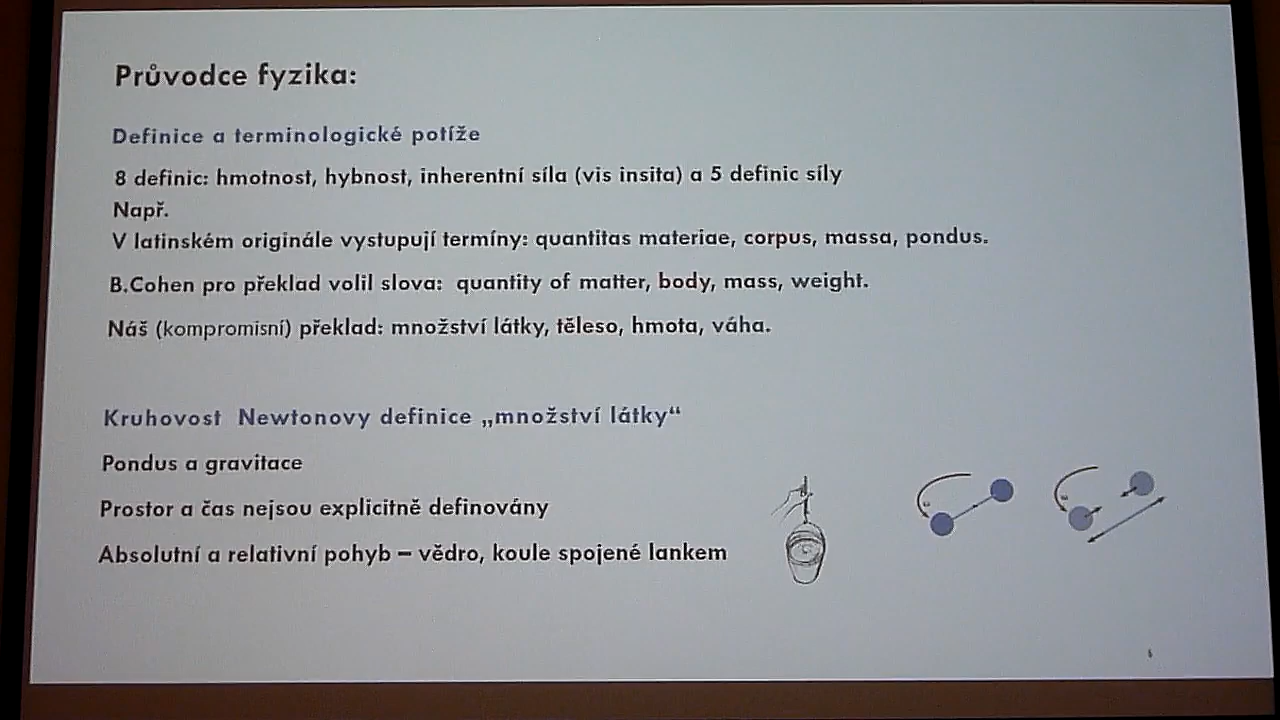 Průvodce fyzika:
Definice a terminologické potíže
8 definic: hmotnost, hybnost, inherentní síla (vis insita) a 5 definic síly
Např.
V latinském originále vystupují termíny: quantitas materiae, corpus, massa, pondus.
B.Cohen pro překlad volil slova: quantity of matter, body, mass, weight.
Náš (kompromisní) překlad: množství látky, těleso, hmota, váha.
Kruhovost Newtonovy definice „množství látky“
Pondus a gravitace
Prostor a čas nejsou explicitně definovány
Absolutní a relativní pohyb – vědro, koule spojené lankem